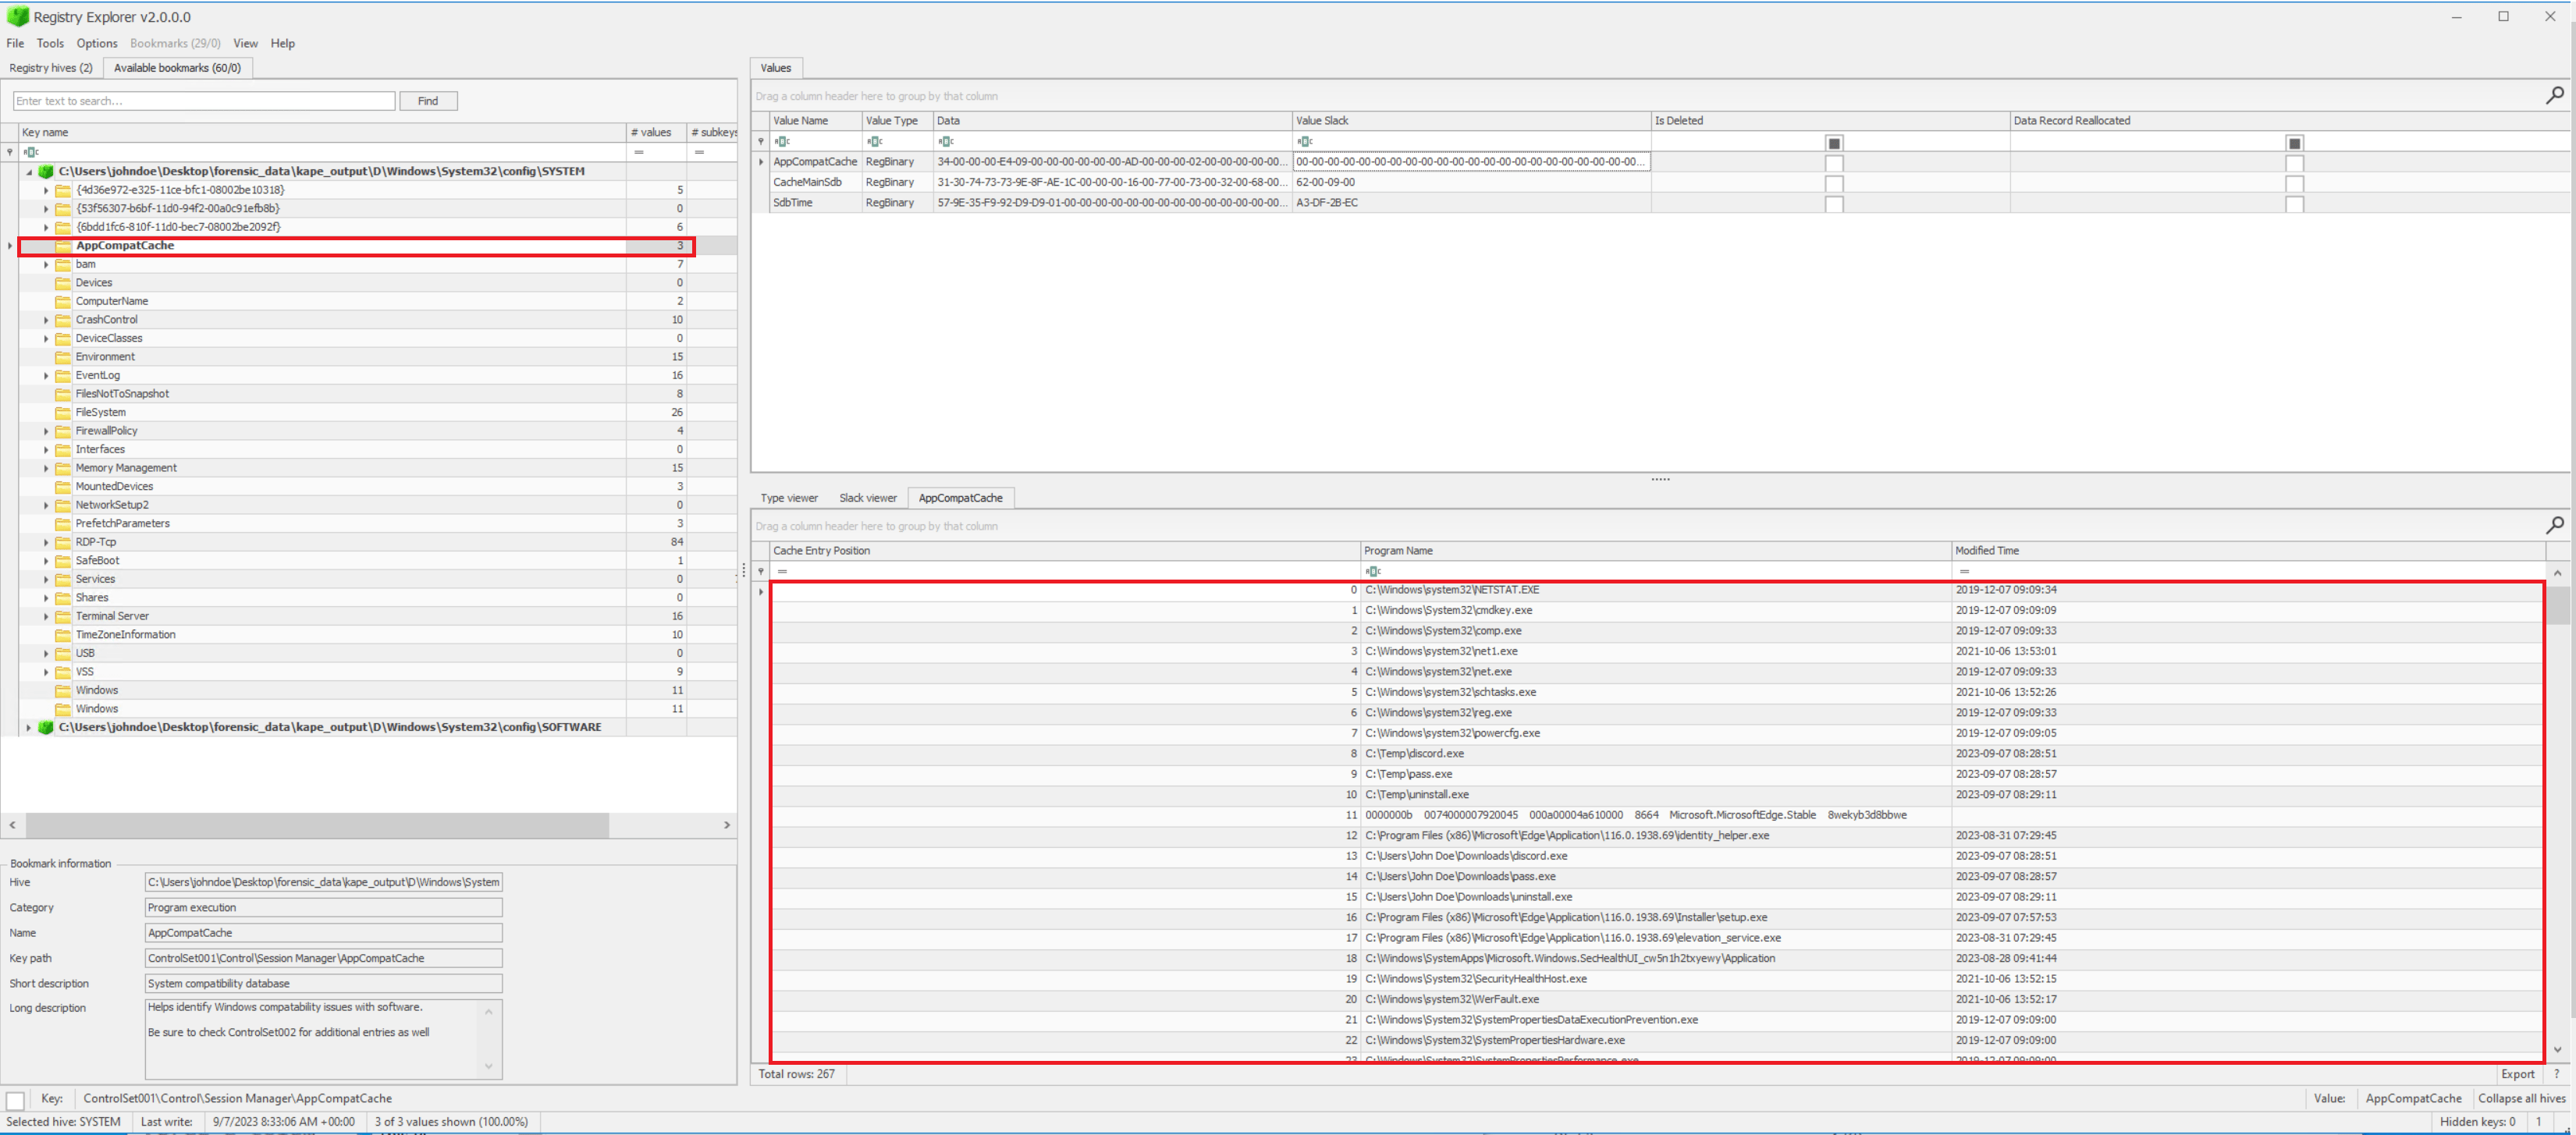 Registry Explorer v2.0.0.0
File Tools Options Bookmarks (29/0) View Help
Registry hives (2) Available bookmarks (60/0)
Enter text to search... Find
Key name # values # subkeys
C:\Users\johndoe\Desktop\forensic_data\kape_output\D\Windows\System32\config\SYSTEM
{4d36e972-e325-11ce-bfc1-08002be10318} 5
{53f56307-b6bf-11d0-94f2-00a0c91efb8b} 0
{6bdd1fc6-810f-11d0-bec7-08002be2092f} 6
AppCompatCache 3
bam 7
Devices 0
ComputerName 2
CrashControl 10
DeviceClasses 0
Environment 15
EventLog 16
FilesNotToSnapshot 8
FileSystem 26
FirewallPolicy 4
Interfaces 0
Memory Management 15
MountedDevices 3
NetworkSetup2 0
PrefetchParameters 3
RDP-Tcp 84
SafeBoot 1
Services 0
Shares 0
Terminal Server 16
TimeZoneInformation 10
USB 0
VSS 9
Windows 11
Windows 11
C:\Users\johndoe\Desktop\forensic_data\kape_output\D\Windows\System32\config\SOFTWARE
Bookmark information
Hive C:\Users\johndoe\Desktop\forensic_data\kape_output\D\Windows\System
Category Program execution
Name AppCompatCache
Key path ControlSet001\Control\Session Manager\AppCompatCache
Short description System compatibility database
Long description Helps identify Windows compatability issues with software.
Be sure to check ControlSet002 for additional entries as well
Values
Drag a column header here to group by that column
Value Name Value Type Data Value Slack Is Deleted Data Record Reallocated
AppCompatCache RegBinary 34-00-00-00-E4-09-00-00-00-00-00-00-AD-00-00-00-02-00-00-00-00-00... 00-00-00-00-00-00-00-00-00-00-00-00-00-00-00-00-00-00-00-00-00-00...
CacheMainSdb RegBinary 31-30-74-73-73-9E-8F-AE-1C-00-00-00-16-00-77-00-73-00-32-00-68-00... 62-00-09-00
SdbTime RegBinary 57-9E-35-F9-92-D9-D9-01-00-00-00-00-00-00-00-00-00-00-00-00-00-00... A3-DF-2B-EC
Type viewer Slack viewer AppCompatCache
Drag a column header here to group by that column
Cache Entry Position Program Name Modified Time
= =
0 C:\Windows\system32\NETSTAT.EXE 2019-12-07 09:09:34
1 C:\Windows\System32\cmdkey.exe 2019-12-07 09:09:09
2 C:\Windows\System32\comp.exe 2019-12-07 09:09:33
3 C:\Windows\system32\net1.exe 2021-10-06 13:53:01
4 C:\Windows\system32\net.exe 2019-12-07 09:09:33
5 C:\Windows\system32\schtasks.exe 2021-10-06 13:52:26
6 C:\Windows\system32\reg.exe 2019-12-07 09:09:33
7 C:\Windows\system32\powercfg.exe 2019-12-07 09:09:05
8 C:\Temp\discord.exe 2023-09-07 08:28:51
9 C:\Temp\pass.exe 2023-09-07 08:28:57
10 C:\Temp\uninstall.exe 2023-09-07 08:29:11
11 0000000b 0074000007920045 000a00004a610000 8664 Microsoft.MicrosoftEdge.Stable 8wekyb3d8bbwe
12 C:\Program Files (x86)\Microsoft\Edge\Application\116.0.1938.69\identity_helper.exe 2023-08-31 07:29:45
13 C:\Users\John Doe\Downloads\discord.exe 2023-09-07 08:28:51
14 C:\Users\John Doe\Downloads\pass.exe 2023-09-07 08:28:57
15 C:\Users\John Doe\Downloads\uninstall.exe 2023-09-07 08:29:11
16 C:\Program Files (x86)\Microsoft\Edge\Application\116.0.1938.69\Installer\setup.exe 2023-09-07 07:57:53
17 C:\Program Files (x86)\Microsoft\Edge\Application\116.0.1938.69\elevation_service.exe 2023-08-31 07:29:45
18 C:\Windows\SystemApps\Microsoft.Windows.SecHealthUI_cw5n1h2txyewy\Application 2023-08-28 09:41:44
19 C:\Windows\System32\SecurityHealthHost.exe 2021-10-06 13:52:15
20 C:\Windows\system32\WerFault.exe 2021-10-06 13:52:17
21 C:\Windows\System32\SystemPropertiesDataExecutionPrevention.exe 2019-12-07 09:09:00
22 C:\Windows\System32\SystemPropertiesHardware.exe 2019-12-07 09:09:00
23 C:\Windows\System32\SystemPropertiesPerformance.exe 2019-12-07 09:09:00
Total rows: 267 Export ?
Key: ControlSet001\Control\Session Manager\AppCompatCache Value: AppCompatCache Collapse all hives
Selected hive: SYSTEM Last write: 9/7/2023 8:33:06 AM +00:00 3 of 3 values shown (100.00%) Hidden keys: 0 1